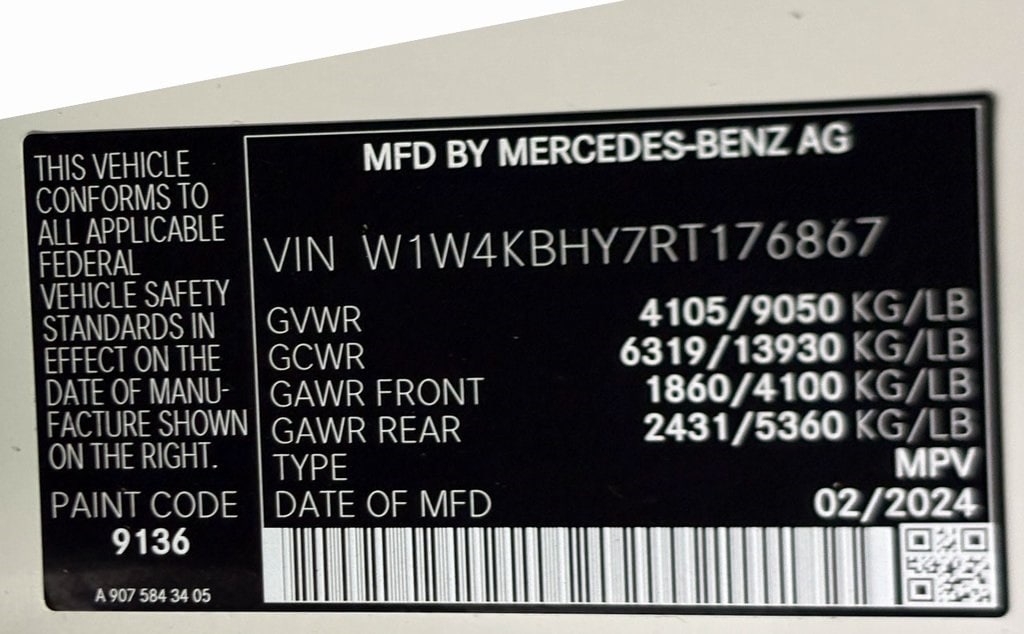 THIS VEHICLE
CONFORMS TO
ALL APPLICABLE
FEDERAL
VEHICLE SAFETY
STANDARDS IN
EFFECT ON THE
DATE OF MANU-
FACTURE SHOWN
ON THE RIGHT.
PAINT CODE
9136
A 907 584 34 05
MFD BY MERCEDES-BENZ AG
VIN W1W4KBHY7RT176867
GVWR 4105/9050 KG/LB
GCWR 6319/13930 KG/LB
GAWR FRONT 1860/4100 KG/LB
GAWR REAR 2431/5360 KG/LB
TYPE MPV
DATE OF MFD 02/2024